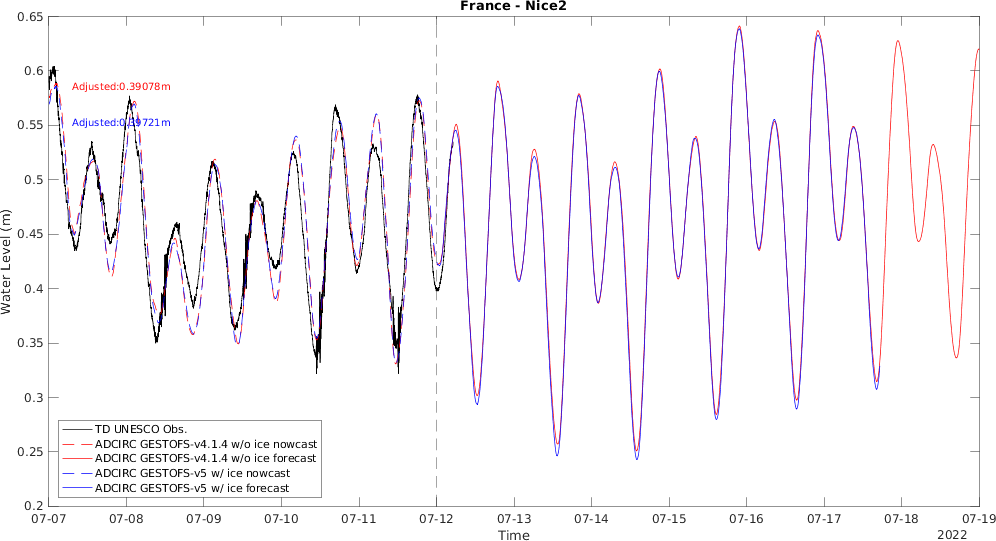 France - Nice2
Water Level (m)
0.65
0.6
0.55
0.5
0.45
0.4
0.35
0.3
0.25
0.2
Adjusted:0.39078m
Adjusted:0.39721m
TD UNESCO Obs.
ADCIRC GESTOFS-v4.1.4 w/o ice nowcast
ADCIRC GESTOFS-v4.1.4 w/o ice forecast
ADCIRC GESTOFS-v5 w/ ice nowcast
ADCIRC GESTOFS-v5 w/ ice forecast
07-07 07-08 07-09 07-10 07-11 07-12 07-13 07-14 07-15 07-16 07-17 07-18 07-19
Time
2022